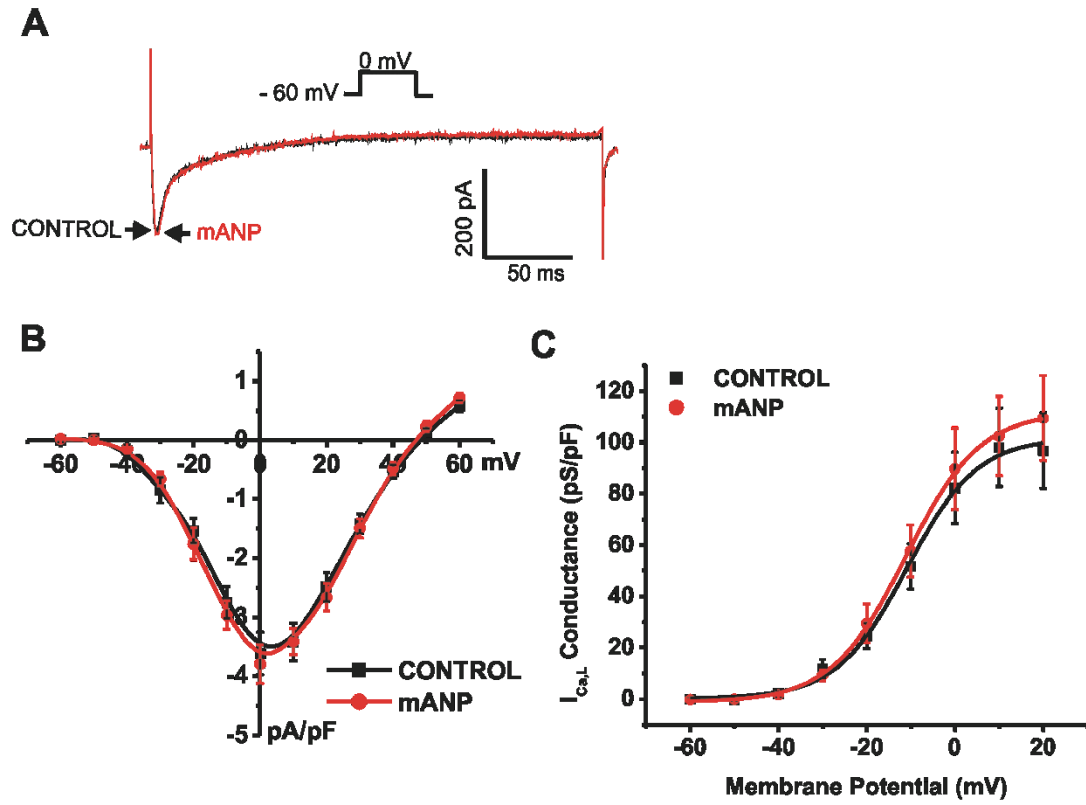 A
0 mV
- 60 mV
CONTROL
mANP
200 pA
50 ms
B
1
0
-60 -40 -20 0 20 40 60 mV
-1
-2
-3
-4
-5
pA/pF
CONTROL
mANP
C
CONTROL
mANP
I_Ca,L Conductance (pS/pF)
120
100
80
60
40
20
0
-60 -40 -20 0 20
Membrane Potential (mV)